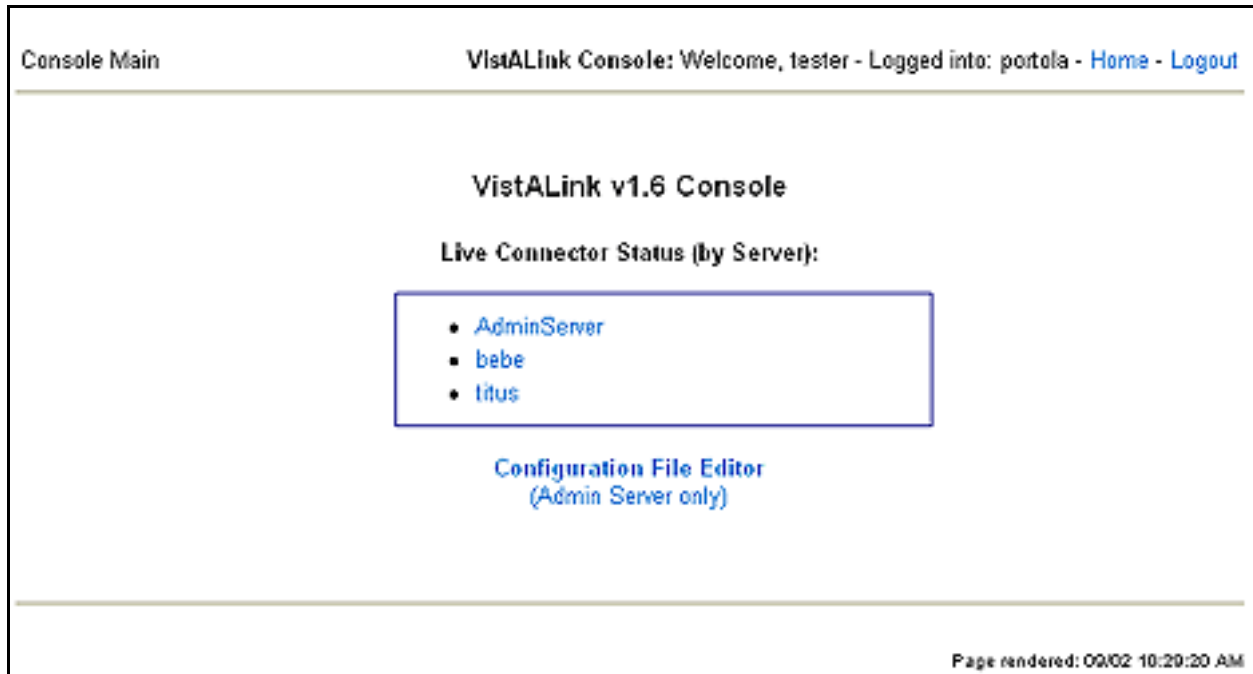 Console Main
VistALink Console: Welcome, tester - Logged into: portola - Home - Logout
VistALink v1.6 Console
Live Connector Status (by Server):
• AdminServer
• bebe
• titus
Configuration File Editor
(Admin Server only)
Page rendered: 09/02 10:29:20 AM